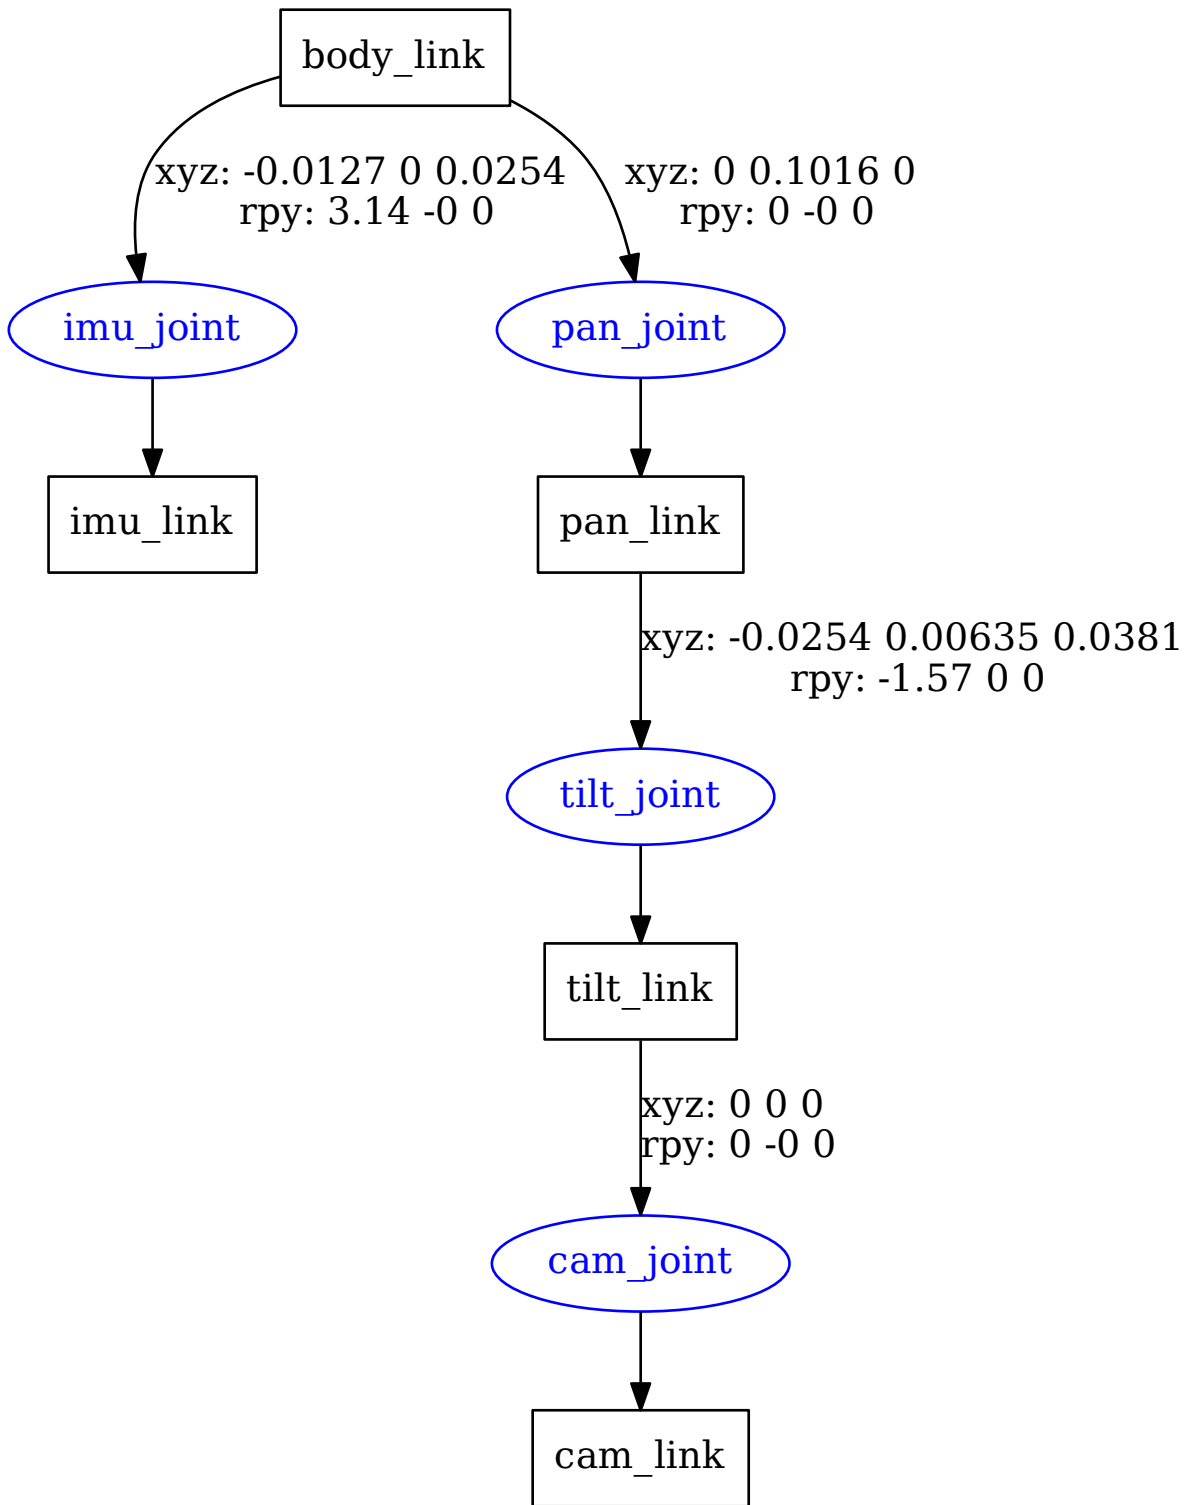 body_link
xyz: -0.0127 0 0.0254
rpy: 3.14 -0 0
xyz: 0 0.1016 0
rpy: 0 -0 0
imu_joint
pan_joint
imu_link
pan_link
xyz: -0.0254 0.00635 0.0381
rpy: -1.57 0 0
tilt_joint
tilt_link
xyz: 0 0 0
rpy: 0 -0 0
cam_joint
cam_link